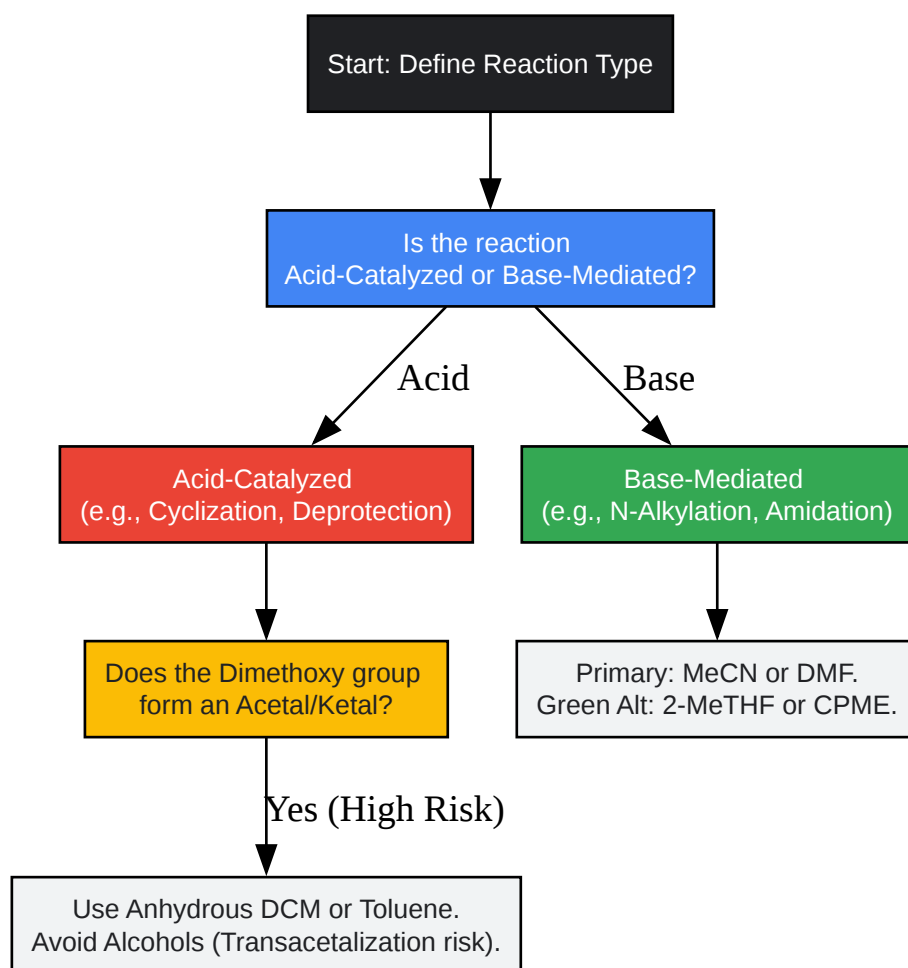 Start: Define Reaction Type
Is the reaction
Acid-Catalyzed or Base-Mediated?
Acid
Base
Acid-Catalyzed
(e.g., Cyclization, Deprotection)
Base-Mediated
(e.g., N-Alkylation, Amidation)
Does the Dimethoxy group
form an Acetal/Ketal?
Primary: MeCN or DMF.
Green Alt: 2-MeTHF or CPME.
Yes (High Risk)
Use Anhydrous DCM or Toluene.
Avoid Alcohols (Transacetalization risk).